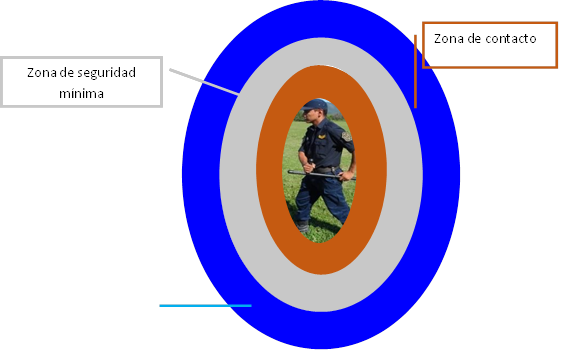 Zona de contacto
Zona de seguridad
mínima